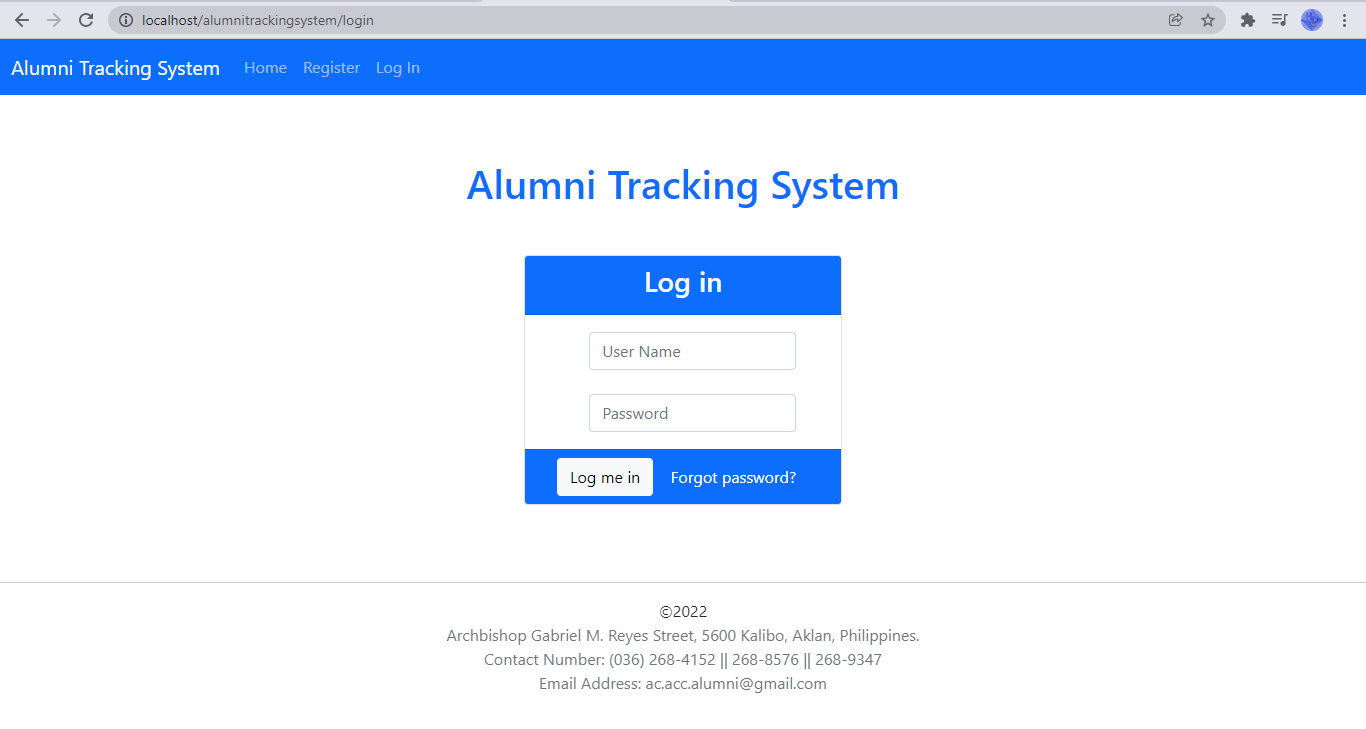 localhost/alumnitrackingsystem/login
Alumni Tracking System Home Register Log In
Alumni Tracking System
Log in
User Name
Password
Log me in Forgot password?
©2022
Archbishop Gabriel M. Reyes Street, 5600 Kalibo, Aklan, Philippines.
Contact Number: (036) 268-4152 || 268-8576 || 268-9347
Email Address: ac.acc.alumni@gmail.com